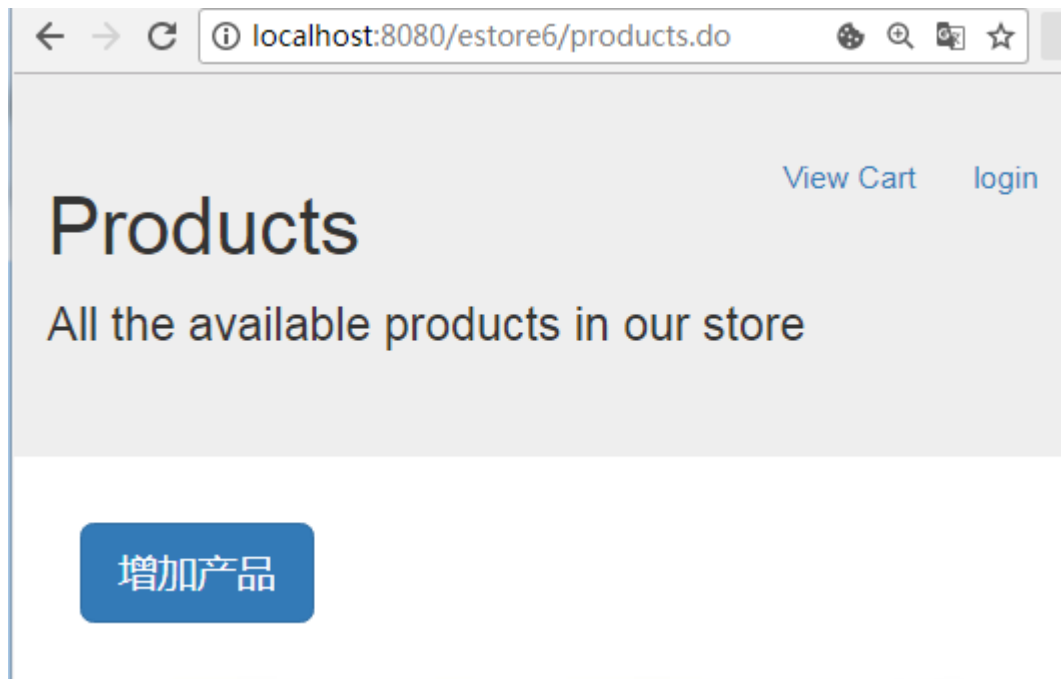 localhost:8080/estore6/products.do
View Cart login
Products
All the available products in our store
增加产品